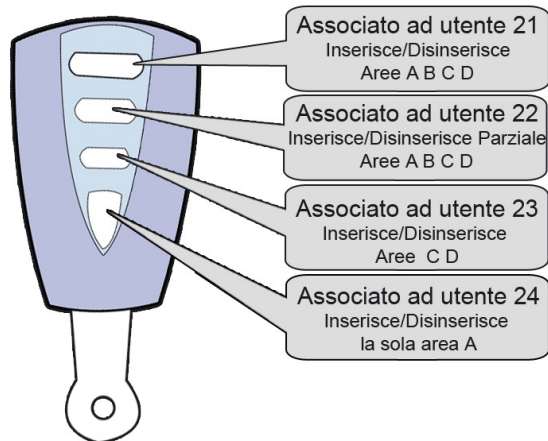 Associato ad utente 21
Inserisce/Disinserisce
Aree A B C D
Associato ad utente 22
Inserisce/Disinserisce Parziale
Aree A B C D
Associato ad utente 23
Inserisce/Disinserisce
Aree C D
Associato ad utente 24
Inserisce/Disinserisce
la sola area A